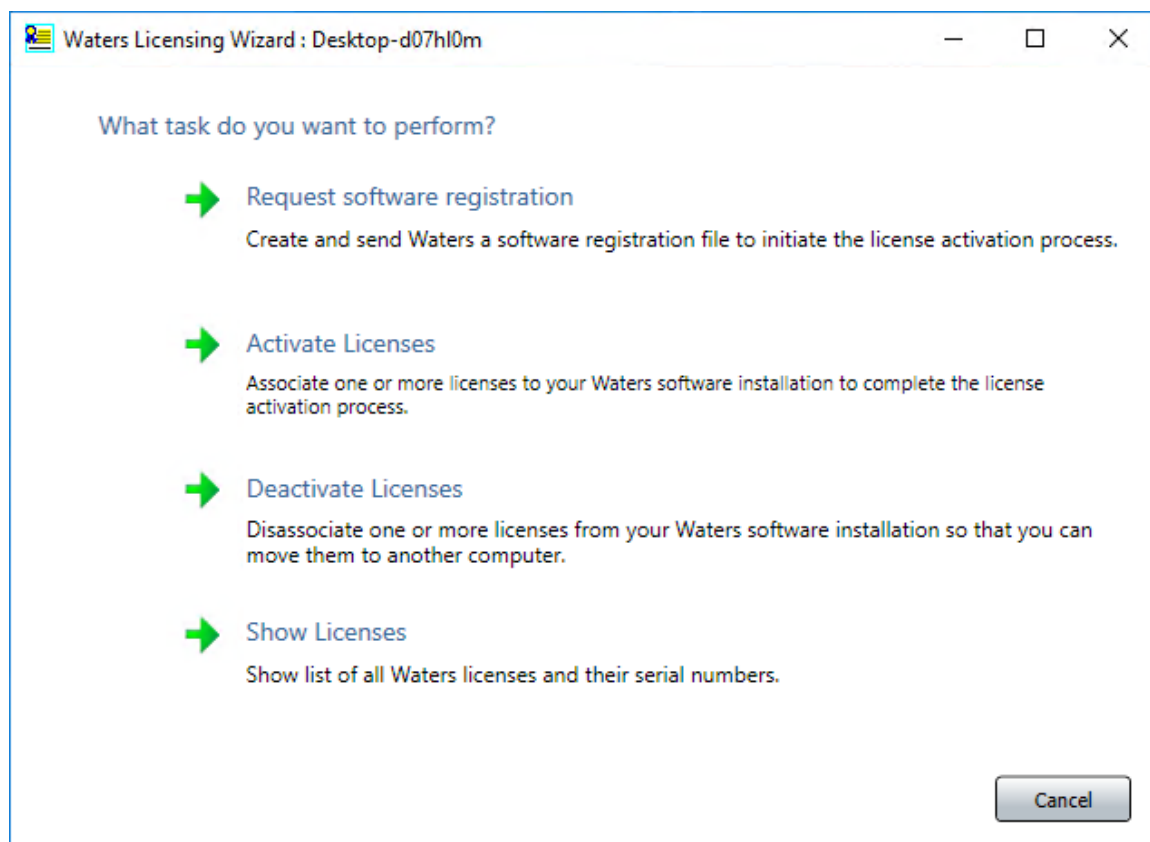 Waters Licensing Wizard : Desktop-d07hl0m
What task do you want to perform?
Request software registration
Create and send Waters a software registration file to initiate the license activation process.
Activate Licenses
Associate one or more licenses to your Waters software installation to complete the license
activation process.
Deactivate Licenses
Disassociate one or more licenses from your Waters software installation so that you can
move them to another computer.
Show Licenses
Show list of all Waters licenses and their serial numbers.
Cancel